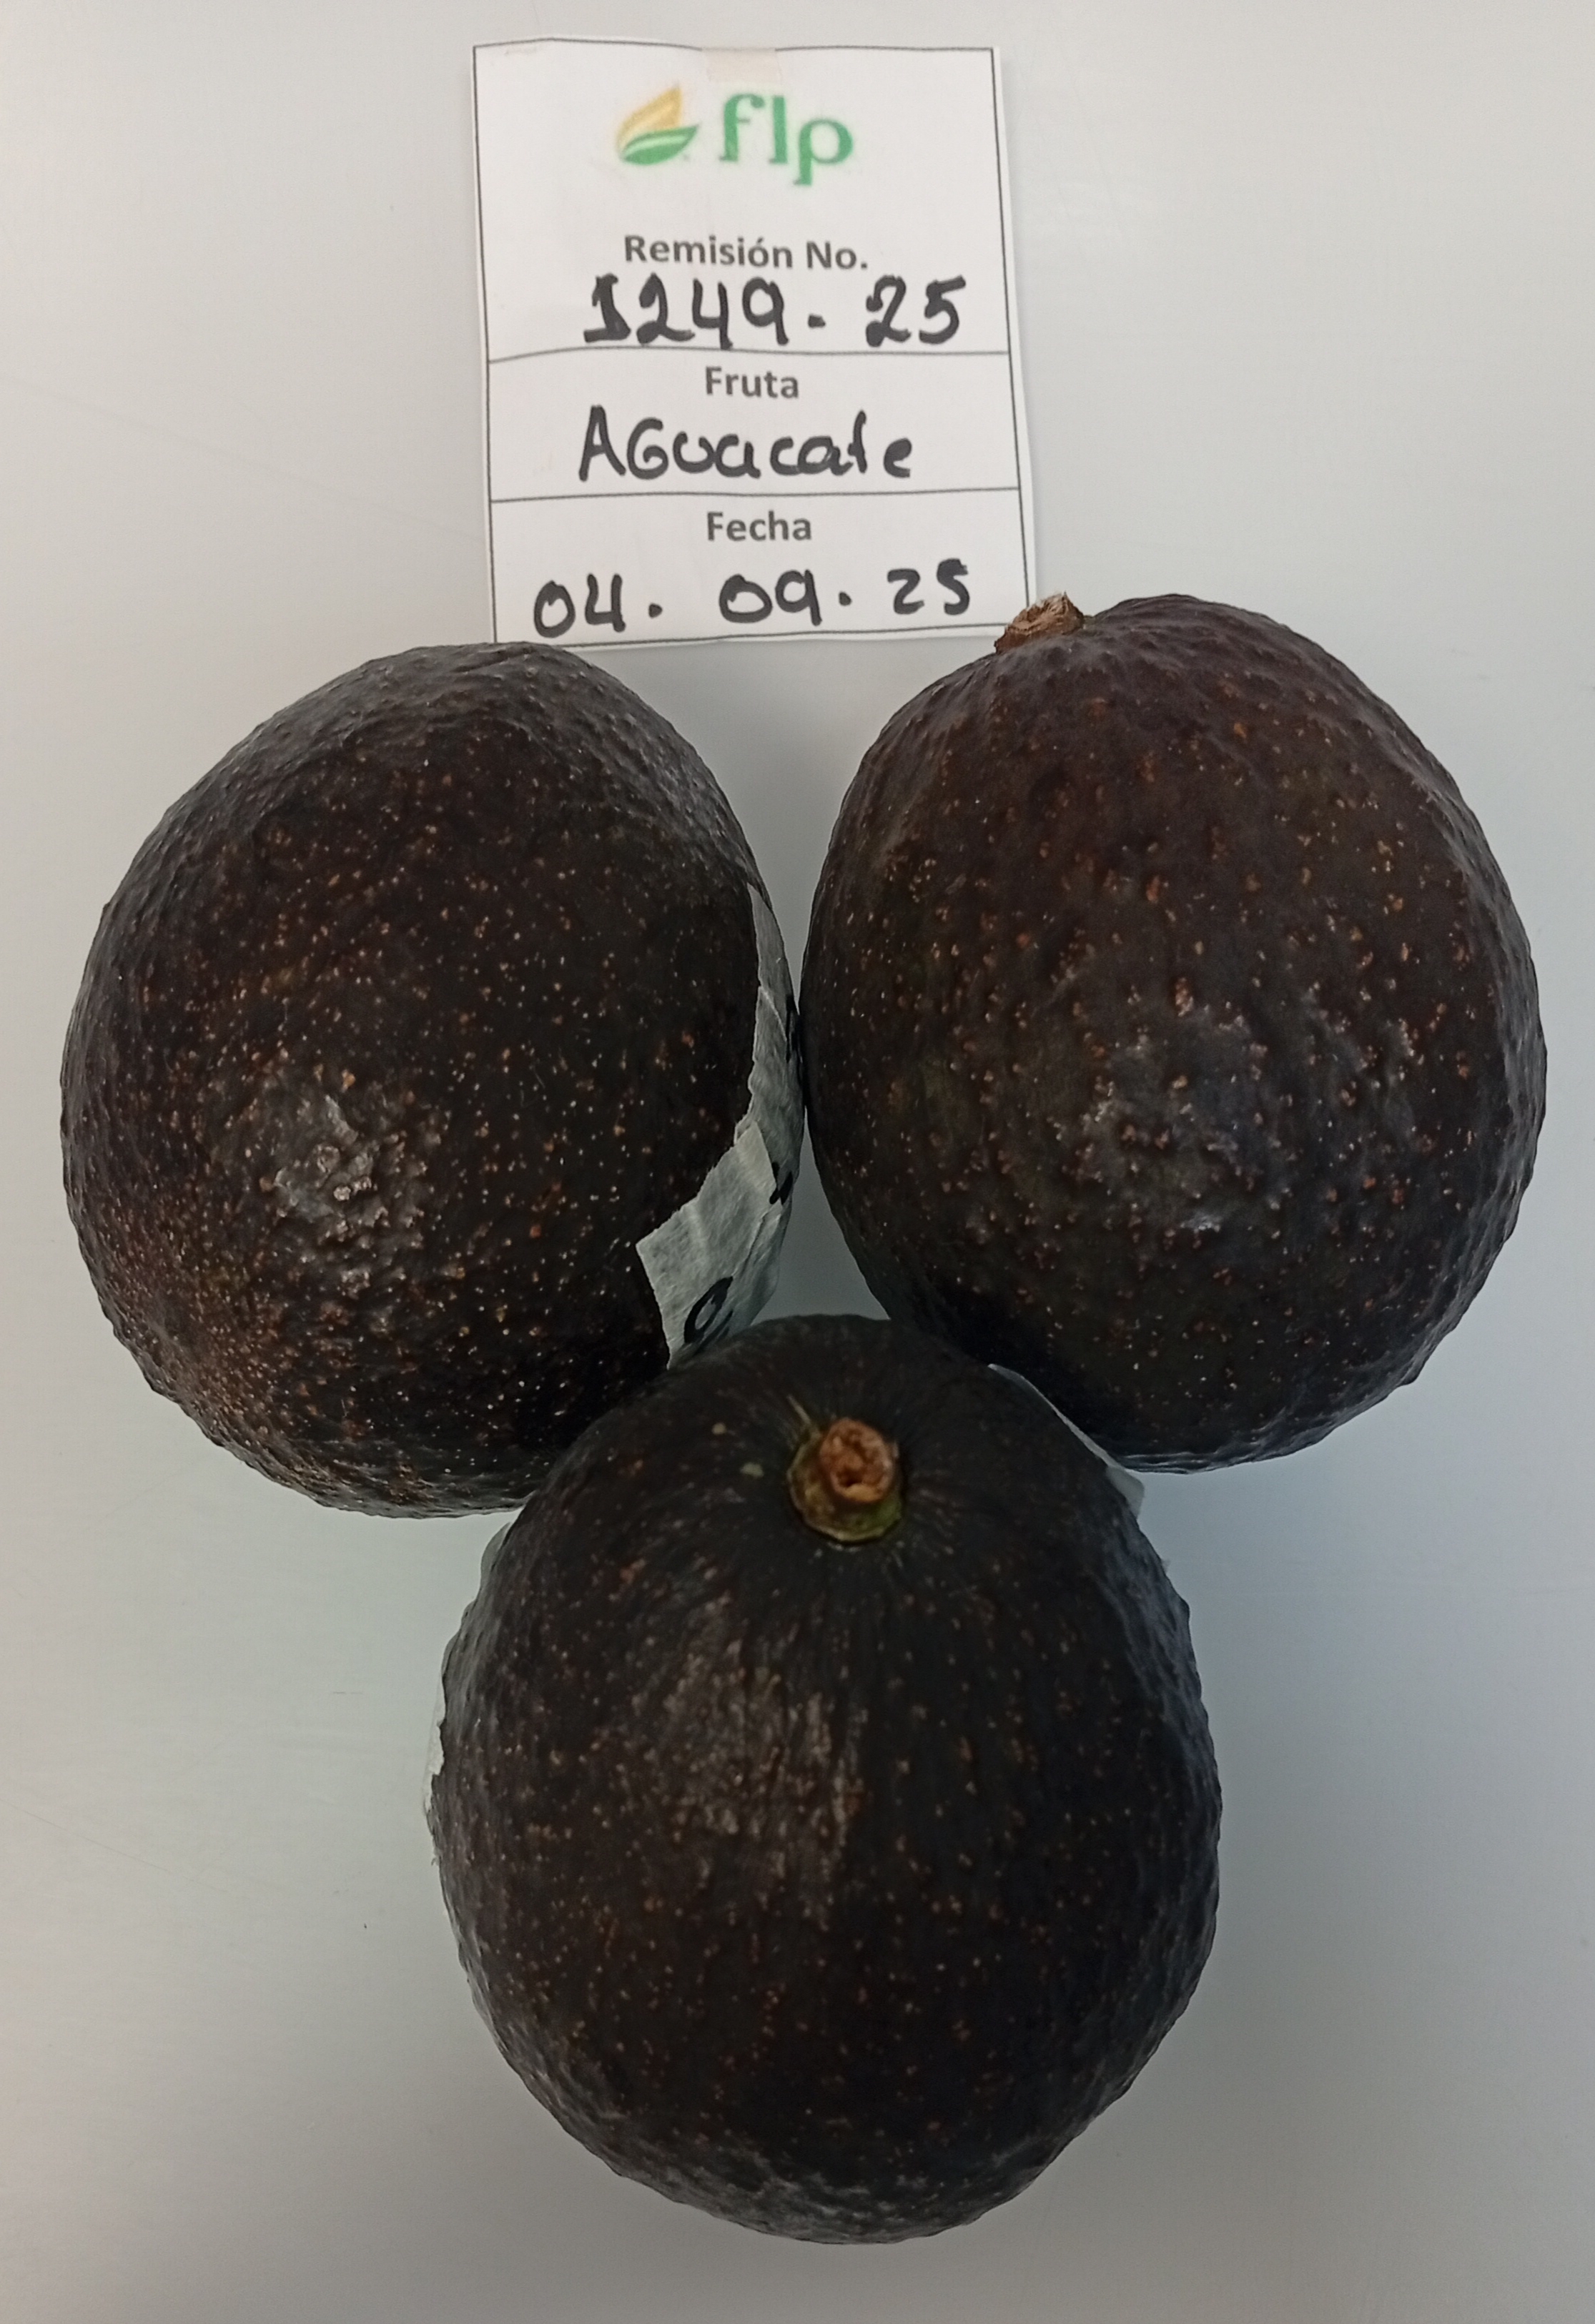 flp
Remisión No.
1249. 25
Fruta
AGuacate
Fecha
04. 09. 25